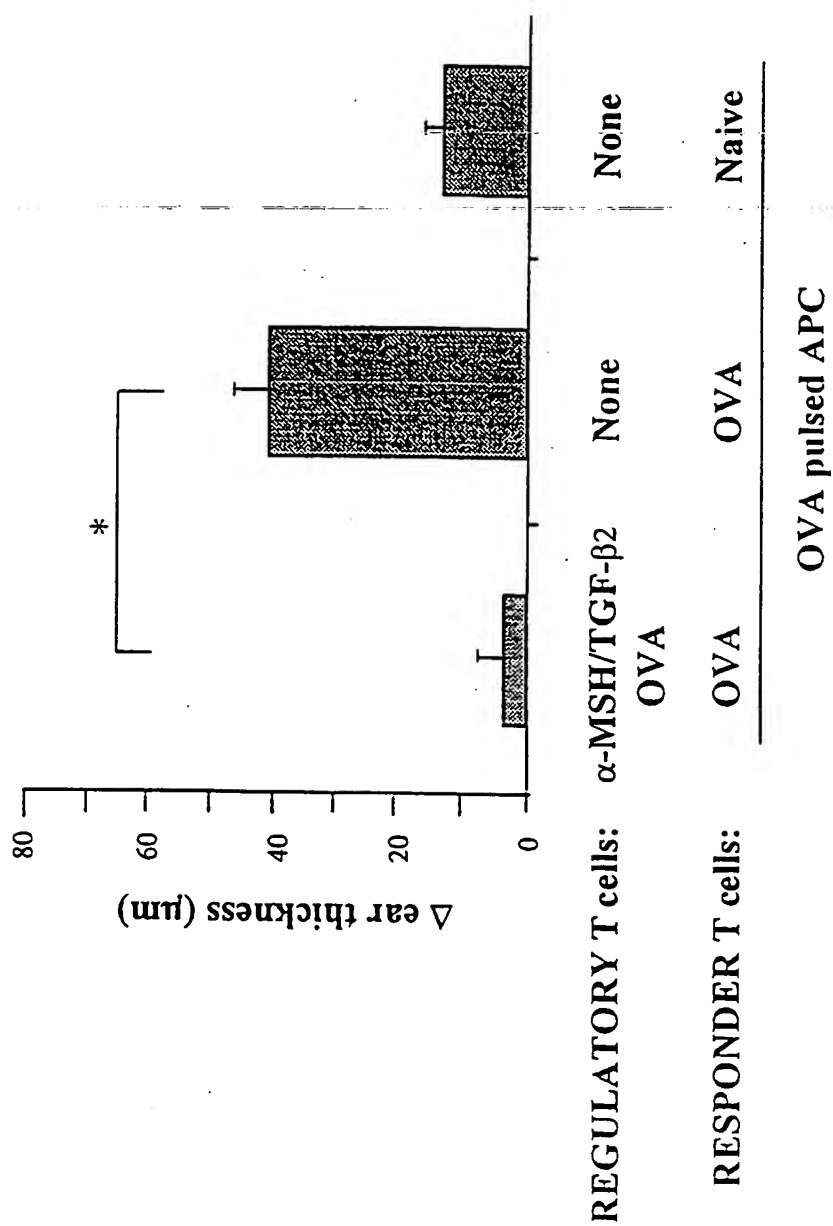 80
60
40
20
0
Δ ear thickness (μm)
*
REGULATORY T cells: α-MSH/TGF-β2 None None
OVA
RESPONDER T cells: OVA OVA Naive
OVA pulsed APC